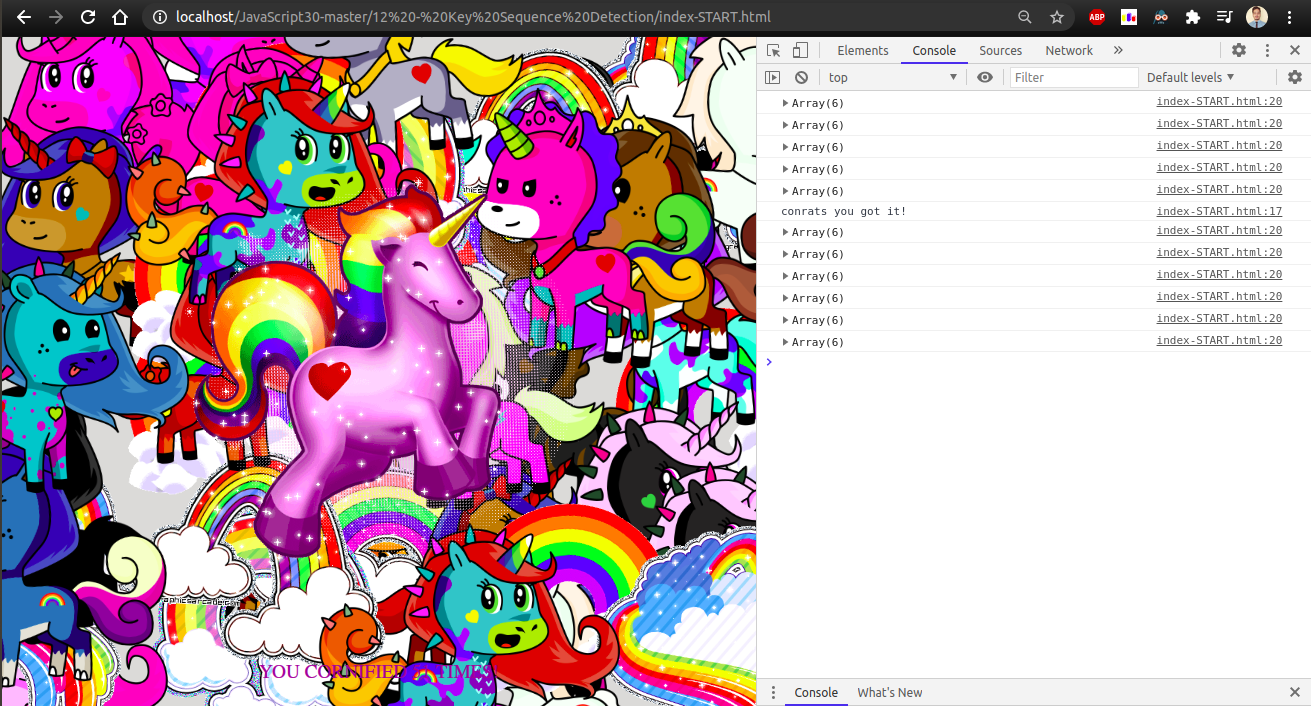 localhost/JavaScript30-master/12%20-%20Key%20Sequence%20Detection/index-START.html
ABP
Elements Console Sources Network
top Filter Default levels
Array(6) index-START.html:20
Array(6) index-START.html:20
Array(6) index-START.html:20
Array(6) index-START.html:20
Array(6) index-START.html:20
conrats you got it! index-START.html:17
Array(6) index-START.html:20
Array(6) index-START.html:20
Array(6) index-START.html:20
Array(6) index-START.html:20
Array(6) index-START.html:20
Array(6) index-START.html:20
YOU TIMES
Console What's New